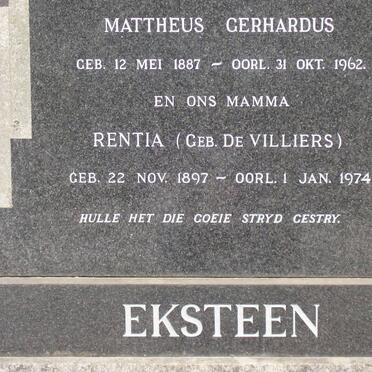 MATTHEUS GERHARDUS
GEB. 12 MEI 1887 ~ OORL. 31 OKT. 1962.
EN ONS MAMMA
RENTIA (GEB. DE VILLIERS)
GEB. 22 NOV. 1897 ~ OORL. 1 JAN. 1974
HULLE HET DIE GOEIE STRYD GESTRY.
EKSTEEN